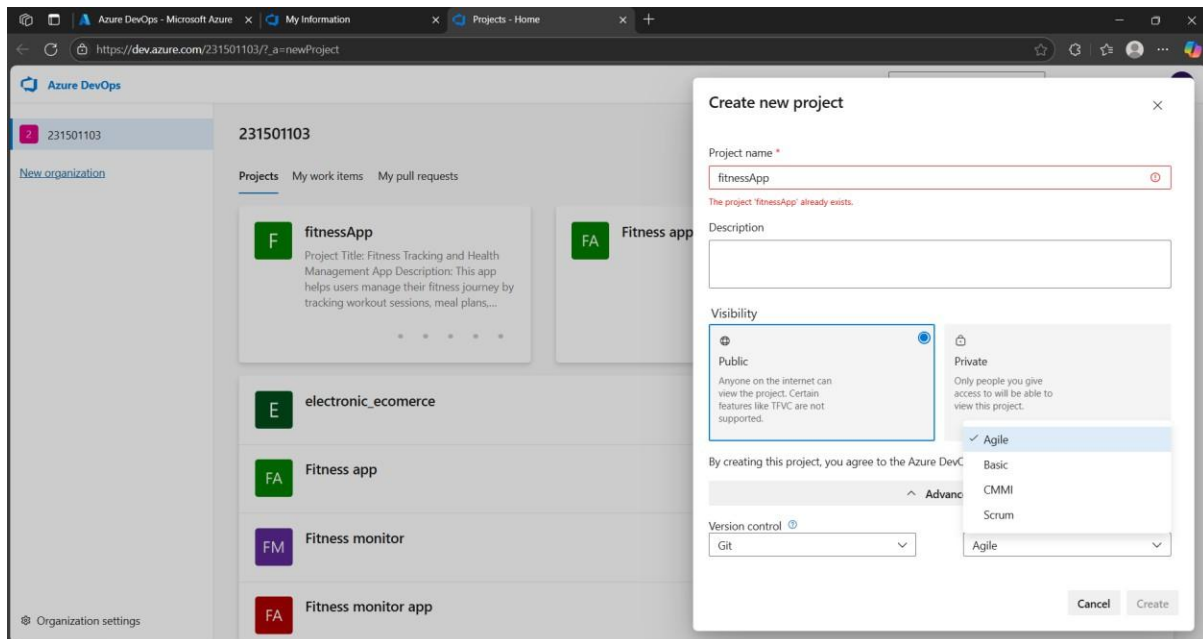 Azure DevOps - Microsoft Azure
My Information
Projects - Home
https://dev.azure.com/231501103/?_a=newProject
Azure DevOps
2 231501103
New organization
Organization settings
231501103
Projects My work items My pull requests
F
fitnessApp
Project Title: Fitness Tracking and Health
Management App Description: This app
helps users manage their fitness journey by
tracking workout sessions, meal plans,...
FA
Fitness app
E
electronic_ecomerce
FA
Fitness app
FM
Fitness monitor
FA
Fitness monitor app
Create new project
Project name *
fitnessApp
The project 'fitnessApp' already exists.
Description
Visibility
Public
Anyone on the internet can
view the project. Certain
features like TFVC are not
supported.
Private
Only people you give
access to will be able to
view this project.
By creating this project, you agree to the Azure DevO
Advanc
Agile
Basic
CMMI
Scrum
Version control
Git
Agile
Cancel Create